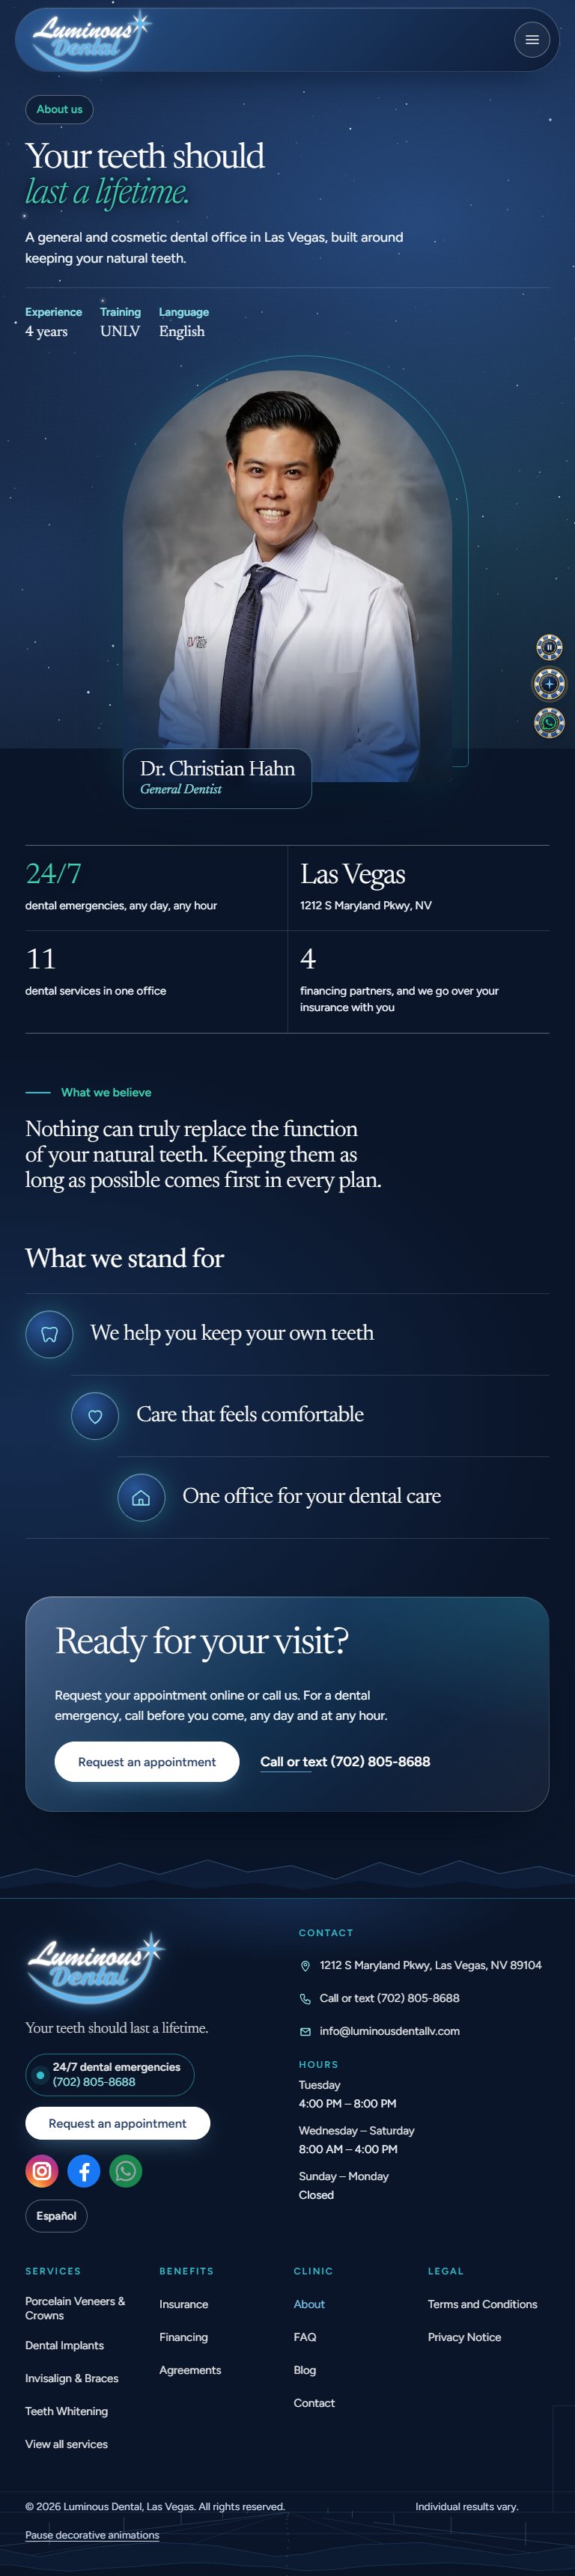 Luminous
Dental
About us
Your teeth should
last a lifetime.
A general and cosmetic dental office in Las Vegas, built around
keeping your natural teeth.
Experience
4 years
Training
UNLV
Language
English
Dr. Christian Hahn
General Dentist
24/7
dental emergencies, any day, any hour
Las Vegas
1212 S Maryland Pkwy, NV
11
dental services in one office
4
financing partners, and we go over your
insurance with you
What we believe
Nothing can truly replace the function
of your natural teeth. Keeping them as
long as possible comes first in every plan.
What we stand for
We help you keep your own teeth
Care that feels comfortable
One office for your dental care
Ready for your visit?
Request your appointment online or call us. For a dental
emergency, call before you come, any day and at any hour.
Request an appointment
Call or text (702) 805-8688
Luminous
Dental
Your teeth should last a lifetime.
24/7 dental emergencies
(702) 805-8688
Request an appointment
Español
CONTACT
1212 S Maryland Pkwy, Las Vegas, NV 89104
Call or text (702) 805-8688
info@luminousdentallv.com
HOURS
Tuesday
4:00 PM – 8:00 PM
Wednesday – Saturday
8:00 AM – 4:00 PM
Sunday – Monday
Closed
SERVICES
Porcelain Veneers &
Crowns
Dental Implants
Invisalign & Braces
Teeth Whitening
View all services
BENEFITS
Insurance
Financing
Agreements
CLINIC
About
FAQ
Blog
Contact
LEGAL
Terms and Conditions
Privacy Notice
© 2026 Luminous Dental, Las Vegas. All rights reserved.
Individual results vary.
Pause decorative animations